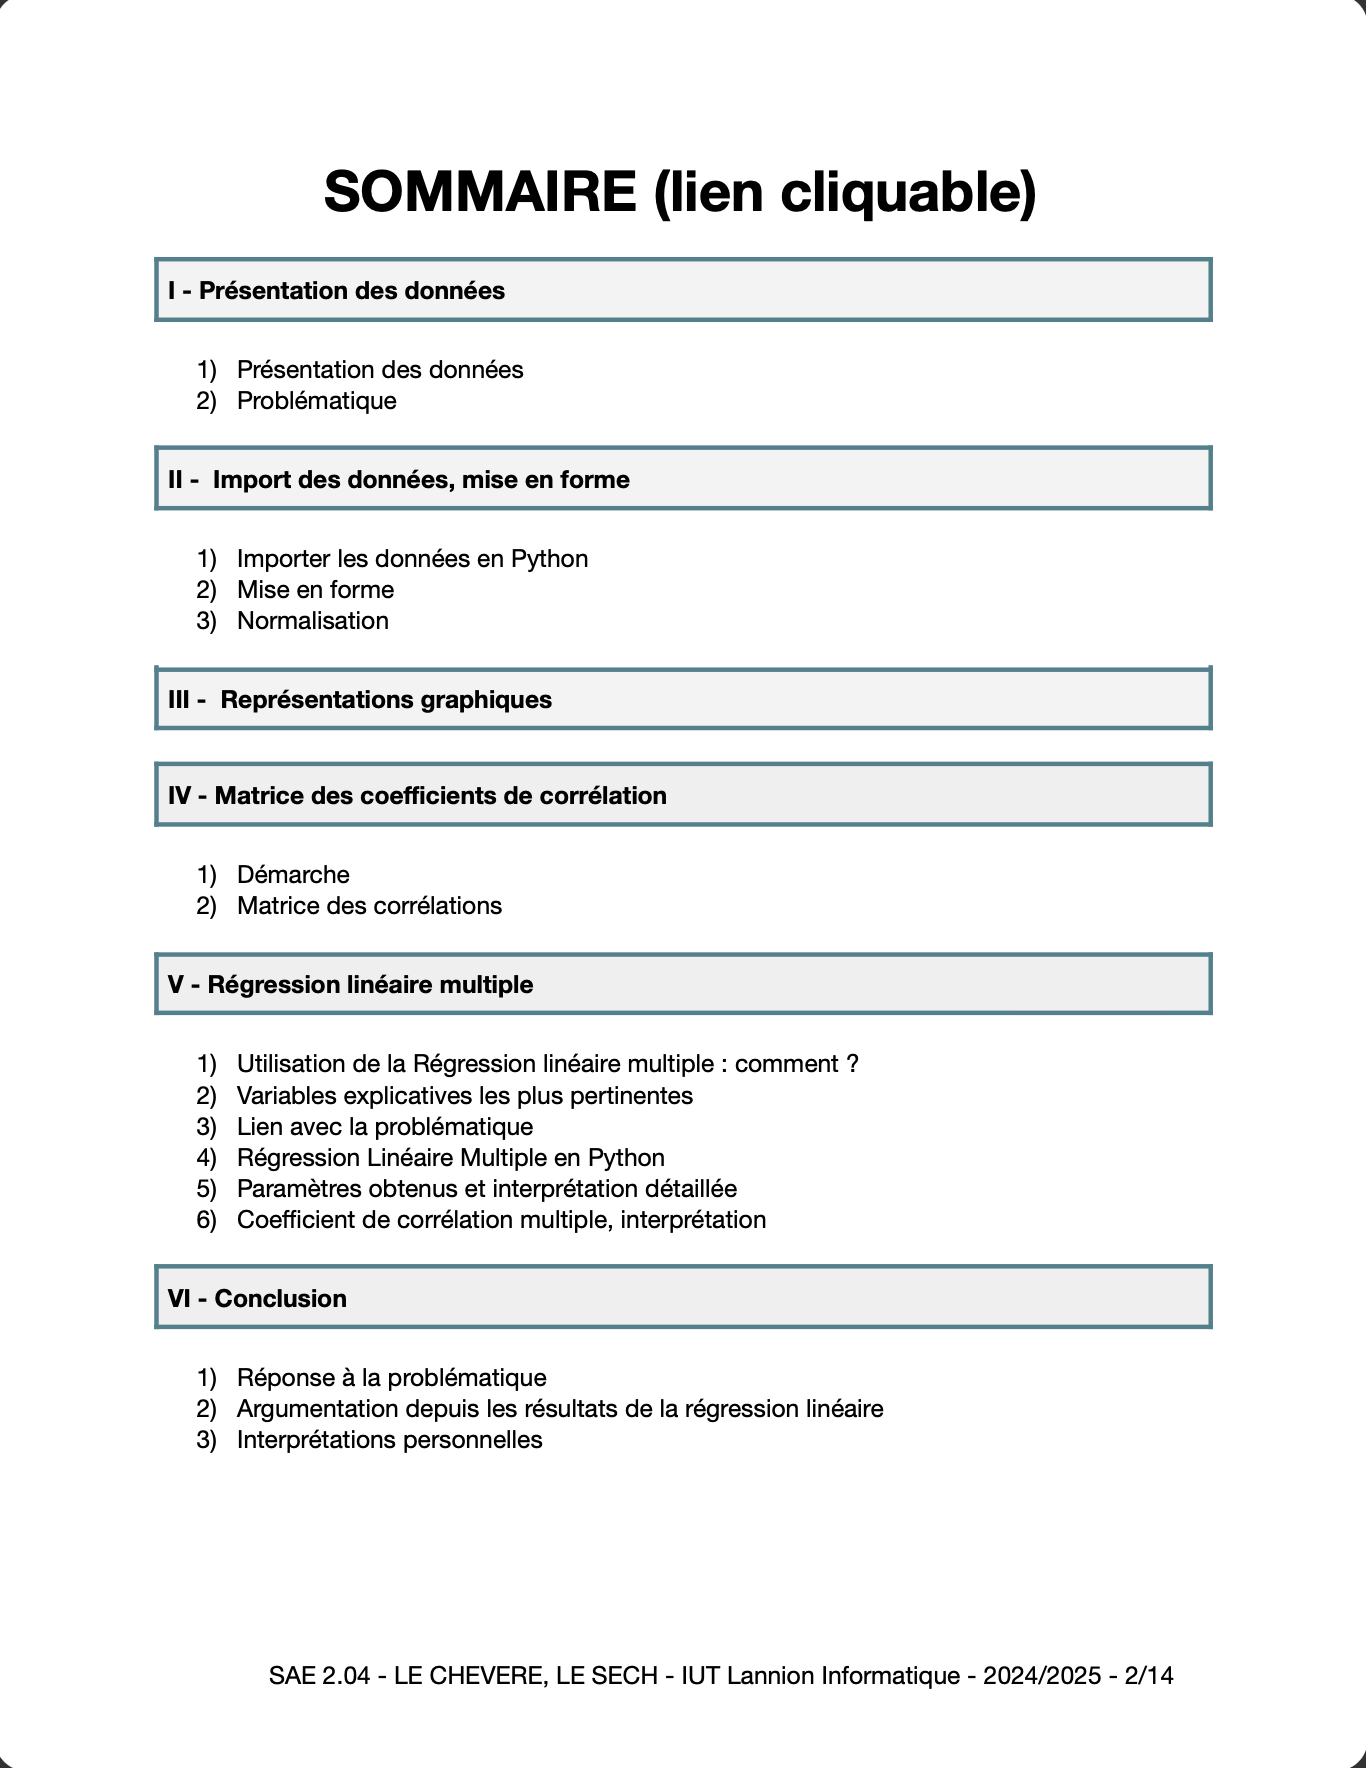 SOMMAIRE (lien cliquable)
I - Présentation des données
1) Présentation des données
2) Problématique
II -  Import des données, mise en forme
1) Importer les données en Python
2) Mise en forme
3) Normalisation
III -  Représentations graphiques
IV - Matrice des coefficients de corrélation
1) Démarche
2) Matrice des corrélations
V - Régression linéaire multiple
1) Utilisation de la Régression linéaire multiple : comment ?
2) Variables explicatives les plus pertinentes
3) Lien avec la problématique
4) Régression Linéaire Multiple en Python
5) Paramètres obtenus et interprétation détaillée
6) Coefficient de corrélation multiple, interprétation
VI - Conclusion
1) Réponse à la problématique
2) Argumentation depuis les résultats de la régression linéaire
3) Interprétations personnelles
SAE 2.04 - LE CHEVERE, LE SECH - IUT Lannion Informatique - 2024/2025 - 2/14